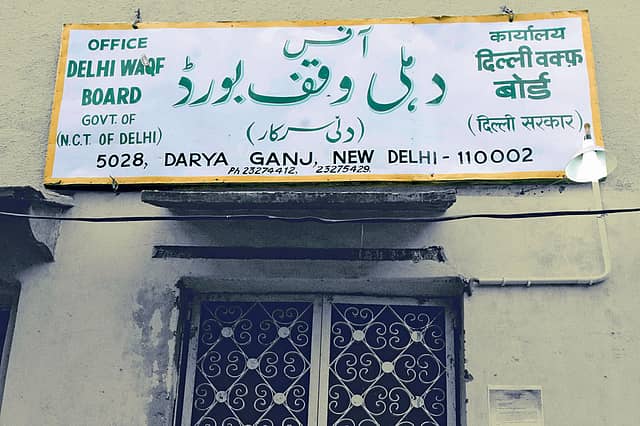 OFFICE
DELHI WAQF
BOARD
GOVT. OF
(N.C.T. OF DELHI)
آفس
دہلی وقف بورڈ
(دلی سرکار)
कार्यालय
दिल्ली वक्फ़
बोर्ड
(दिल्ली सरकार)
5028, DARYA GANJ, NEW DELHI - 110002
Ph 23274412, 23275429.